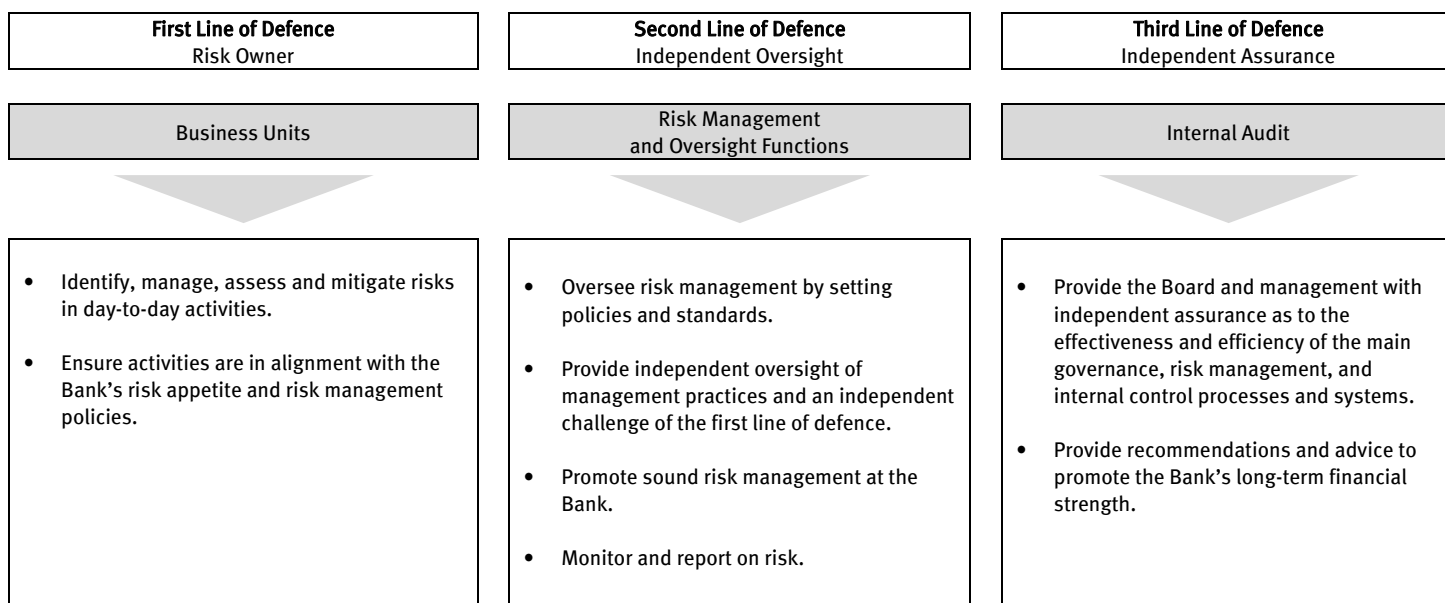 First Line of Defence
Risk Owner
Business Units
• Identify, manage, assess and mitigate risks
in day-to-day activities.
• Ensure activities are in alignment with the
Bank’s risk appetite and risk management
policies.
Second Line of Defence
Independent Oversight
Risk Management
and Oversight Functions
• Oversee risk management by setting
policies and standards.
• Provide independent oversight of
management practices and an independent
challenge of the first line of defence.
• Promote sound risk management at the
Bank.
• Monitor and report on risk.
Third Line of Defence
Independent Assurance
Internal Audit
• Provide the Board and management with
independent assurance as to the
effectiveness and efficiency of the main
governance, risk management, and
internal control processes and systems.
• Provide recommendations and advice to
promote the Bank’s long-term financial
strength.